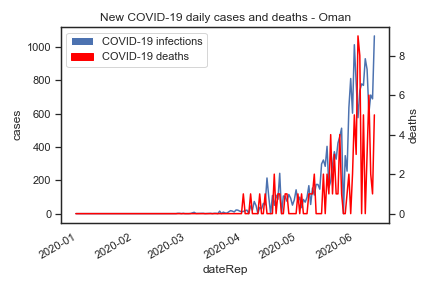 New COVID-19 daily cases and deaths - Oman
COVID-19 infections
COVID-19 deaths
cases
1000
800
600
400
200
0
deaths
8
6
4
2
0
2020-01
2020-02
2020-03
2020-04
2020-05
2020-06
dateRep